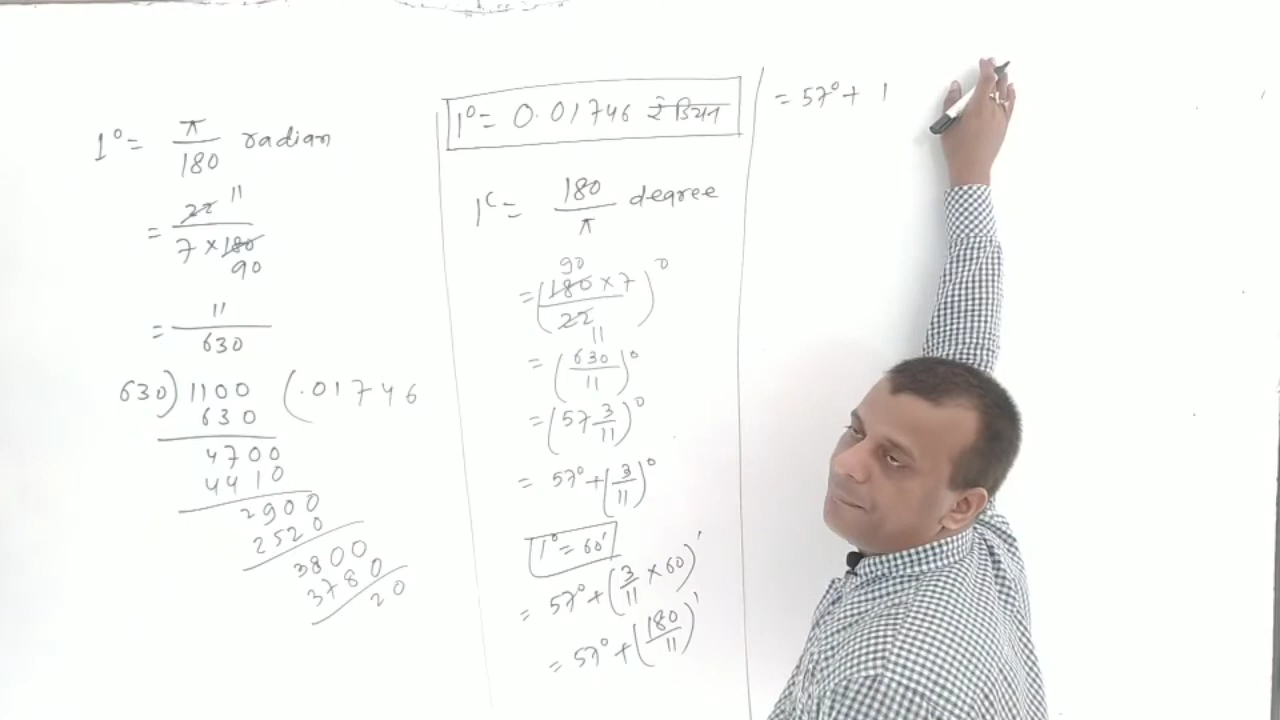 1° = π/180 radian
= 22/7×180 11 90
= 11/630
630) 1100 (.01746
630
4700
4410
2900
2520
3800
3780
20
1° = 0.01746 रेडियन
1ᶜ = 180/π degree
= (180×7/22)° 90 11
= (630/11)°
= (57 3/11)°
= 57° + (3/11)°
1° = 60'
= 57° + (3/11 × 60)'
= 57° + (180/11)'
= 57° + 1